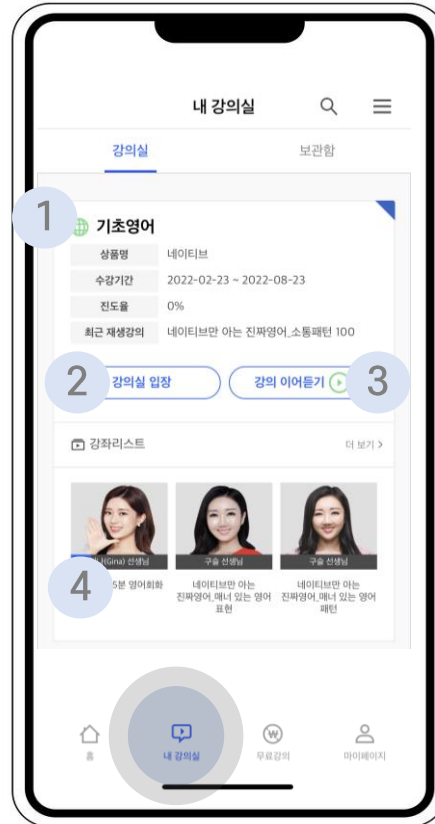 내 강의실
강의실 보관함
1
기초영어
상품명 네이티브
수강기간 2022-02-23 ~ 2022-08-23
진도율 0%
최근 재생강의 네이티브만 아는 진짜영어_소통패턴 100
2 강의실 입장 강의 이어듣기 3
강좌리스트 더 보기 >
(Gina) 선생님 구슬 선생님 구슬 선생님
4 5분 영어회화
네이티브만 아는
진짜영어_매너 있는 영어
표현
네이티브만 아는
진짜영어_매너 있는 영어
패턴
홈 내 강의실 무료강의 마이페이지